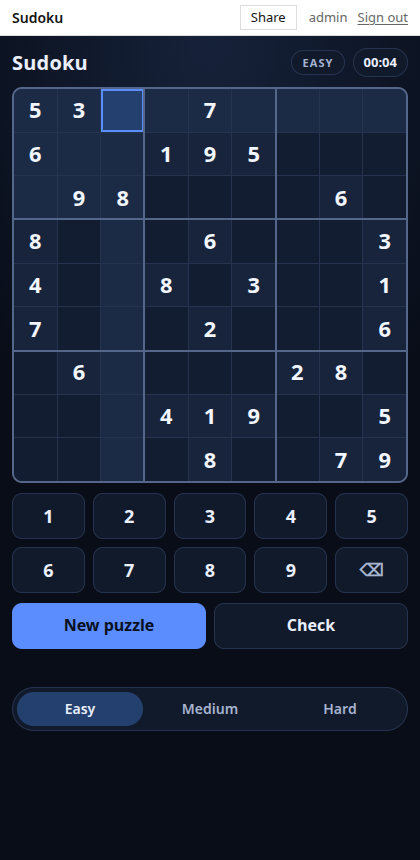 Sudoku Share admin Sign out
Sudoku EASY 00:04
5 3 7
6 1 9 5
9 8 6
8 6 3
4 8 3 1
7 2 6
6 2 8
4 1 9 5
8 7 9
1 2 3 4 5
6 7 8 9 ⌫
New puzzle Check
Easy Medium Hard